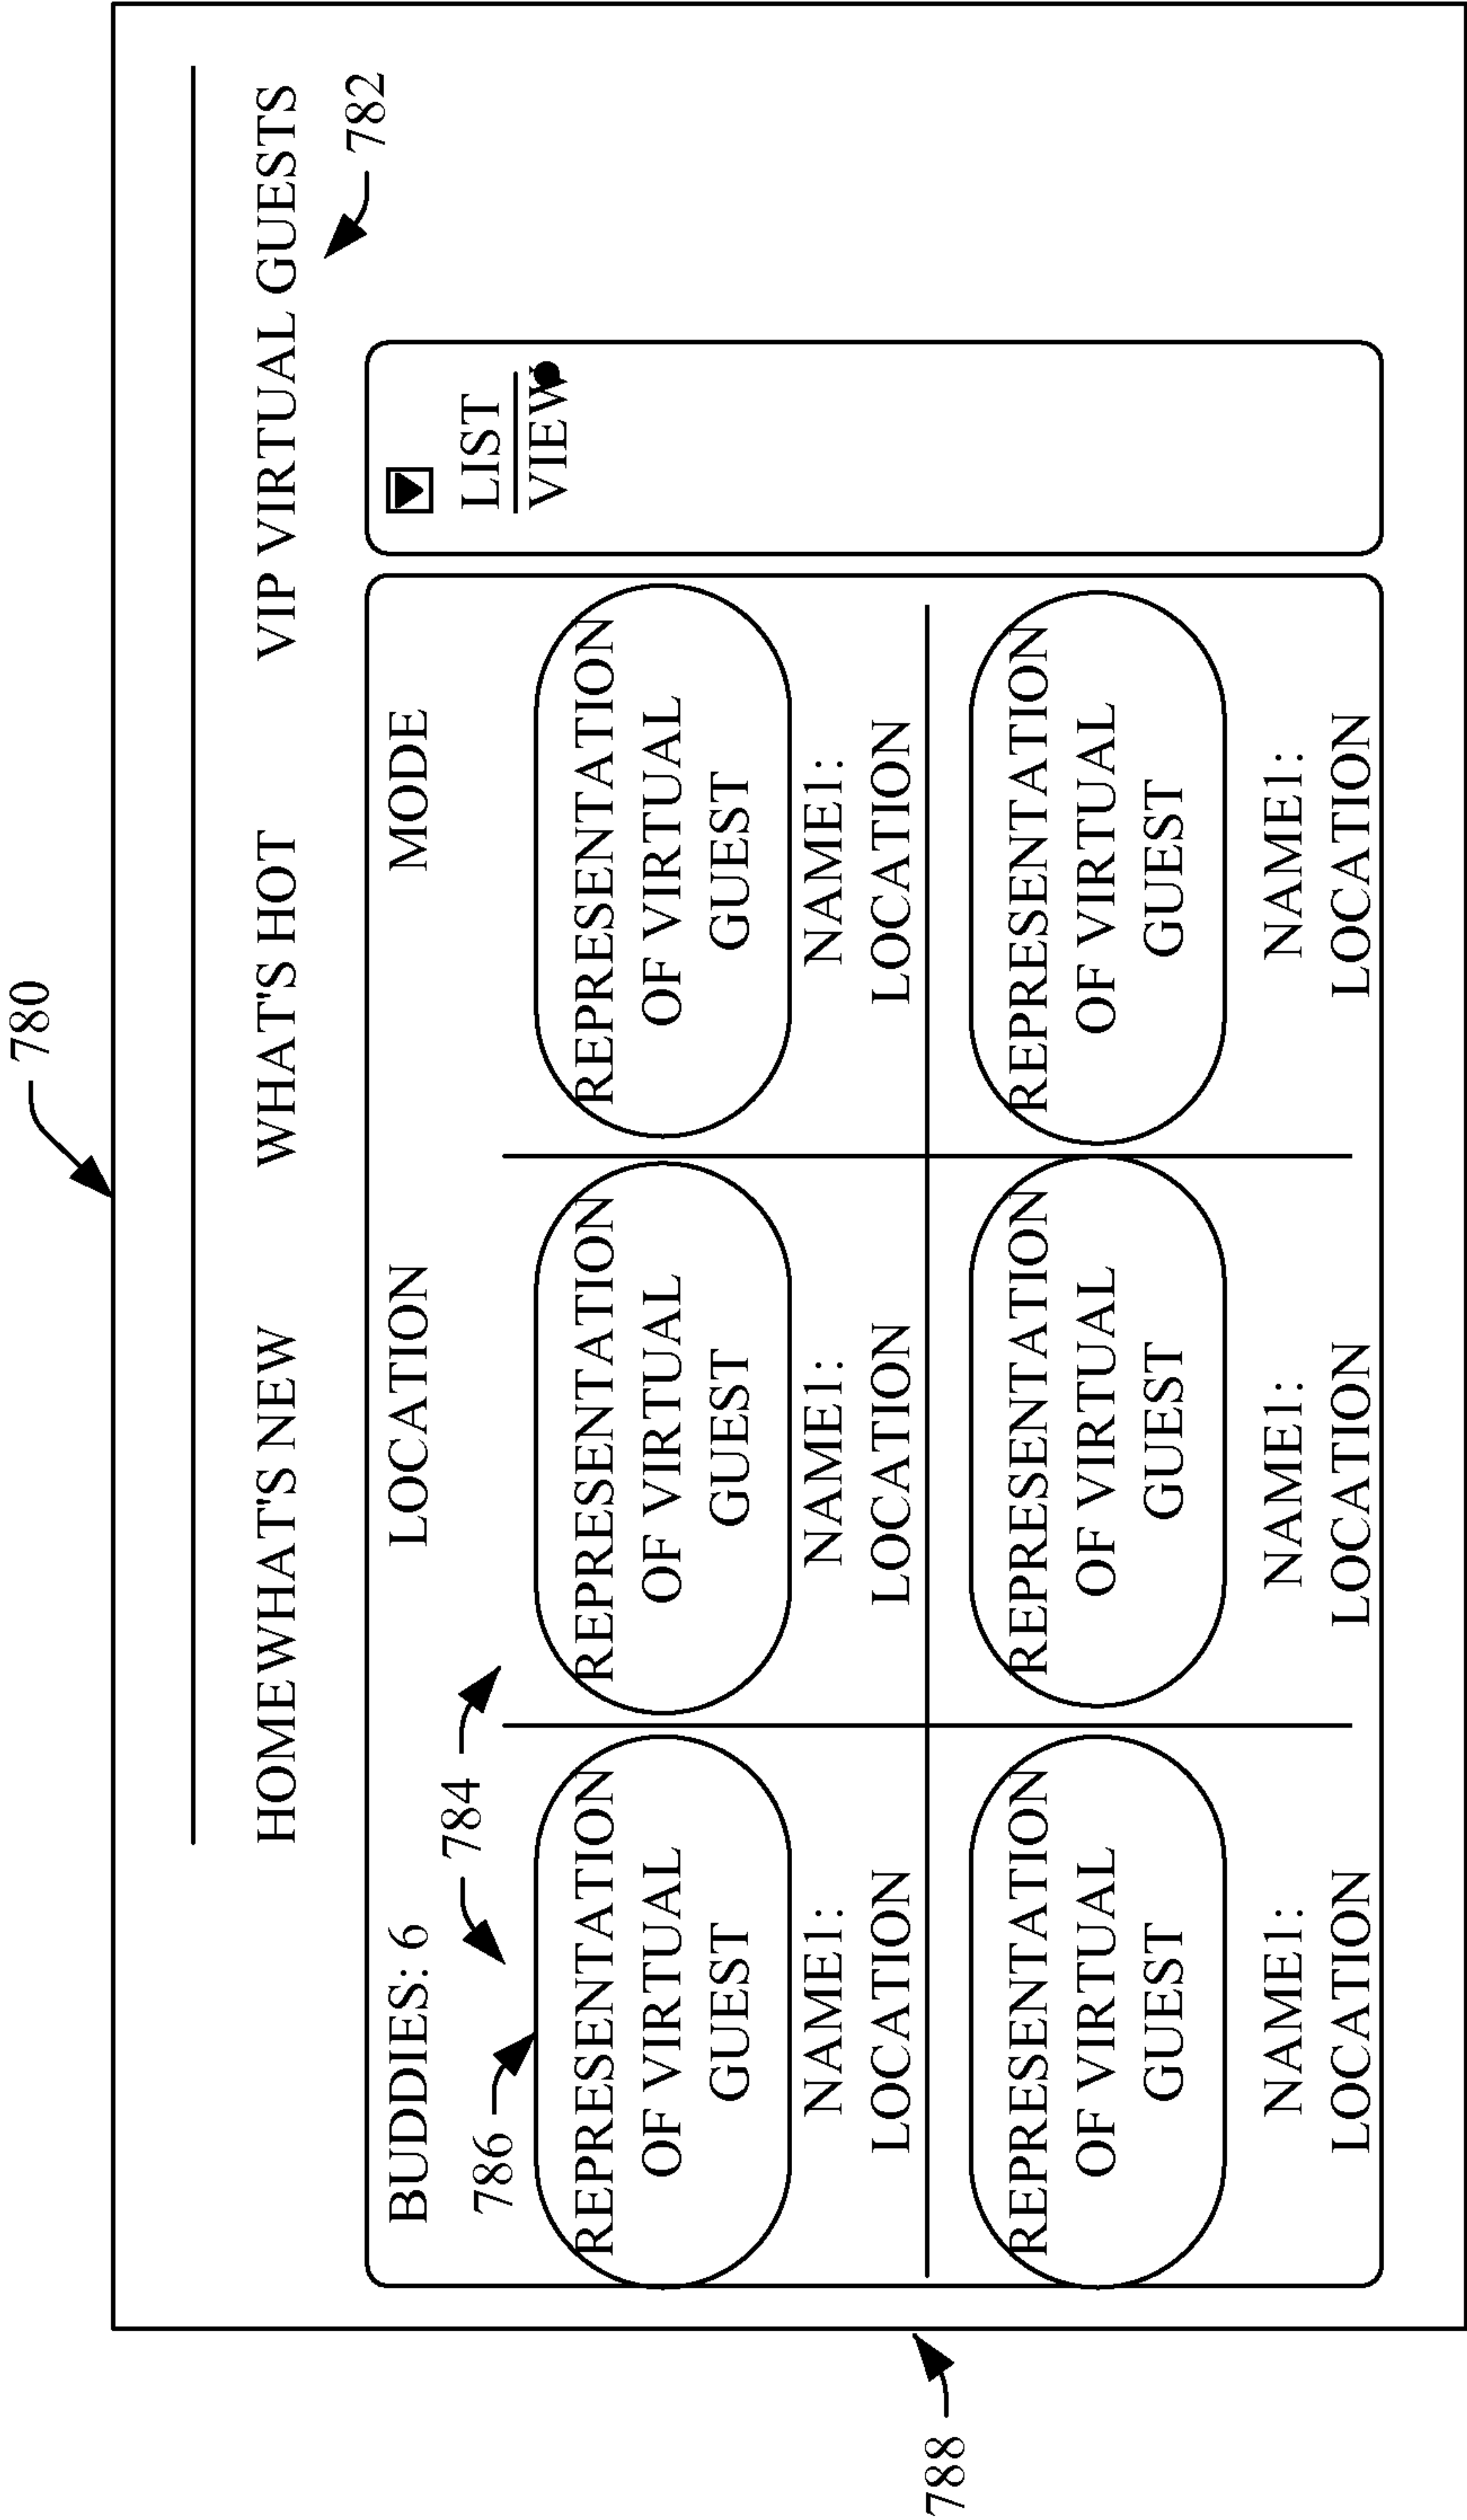 780
HOMEWHAT'S NEW WHAT'S HOT VIP VIRTUAL GUESTS
782
BUDDIES: 6 LOCATION MODE
784
786
LIST
VIEW
REPRESENTATION
OF VIRTUAL
GUEST
NAME1:
LOCATION
REPRESENTATION
OF VIRTUAL
GUEST
NAME1:
LOCATION
REPRESENTATION
OF VIRTUAL
GUEST
NAME1:
LOCATION
REPRESENTATION
OF VIRTUAL
GUEST
NAME1:
LOCATION
REPRESENTATION
OF VIRTUAL
GUEST
NAME1:
LOCATION
REPRESENTATION
OF VIRTUAL
GUEST
NAME1:
LOCATION
788